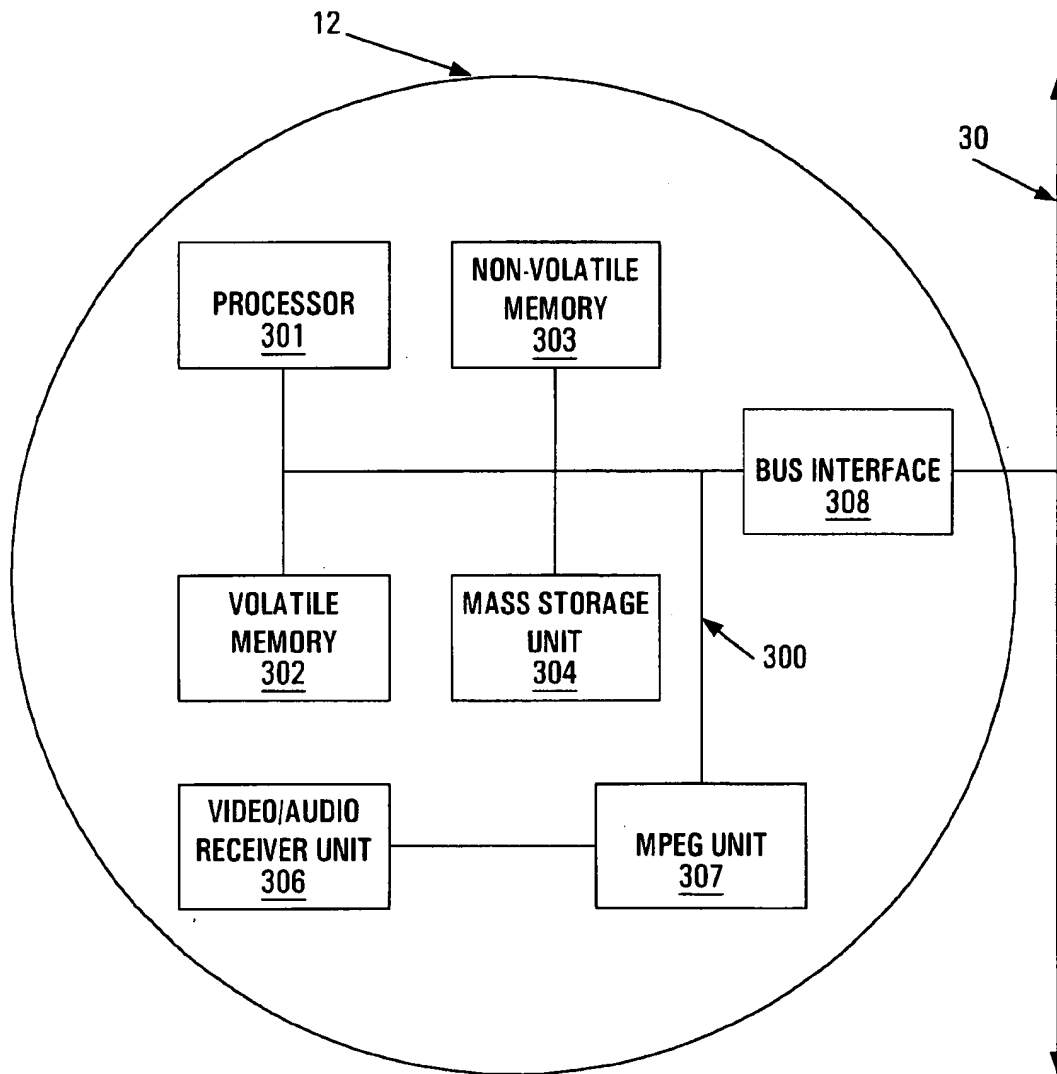 12
30
PROCESSOR
301
NON-VOLATILE
MEMORY
303
BUS INTERFACE
308
VOLATILE
MEMORY
302
MASS STORAGE
UNIT
304
300
VIDEO/AUDIO
RECEIVER UNIT
306
MPEG UNIT
307